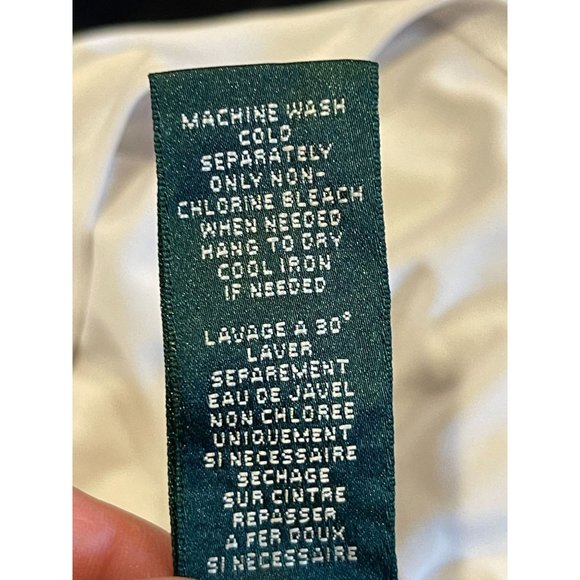 MACHINE WASH
COLD
SEPARATELY
ONLY NON-
CHLORINE BLEACH
WHEN NEEDED
HANG TO DRY
COOL IRON
IF NEEDED
LAVAGE A 30°
LAVER
SEPAREMENT
EAU DE JAVEL
NON CHLOREE
UNIQUEMENT
SI NECESSAIRE
SECHAGE
SUR CINTRE
REPASSER
A FER DOUX
SI NECESSAIRE